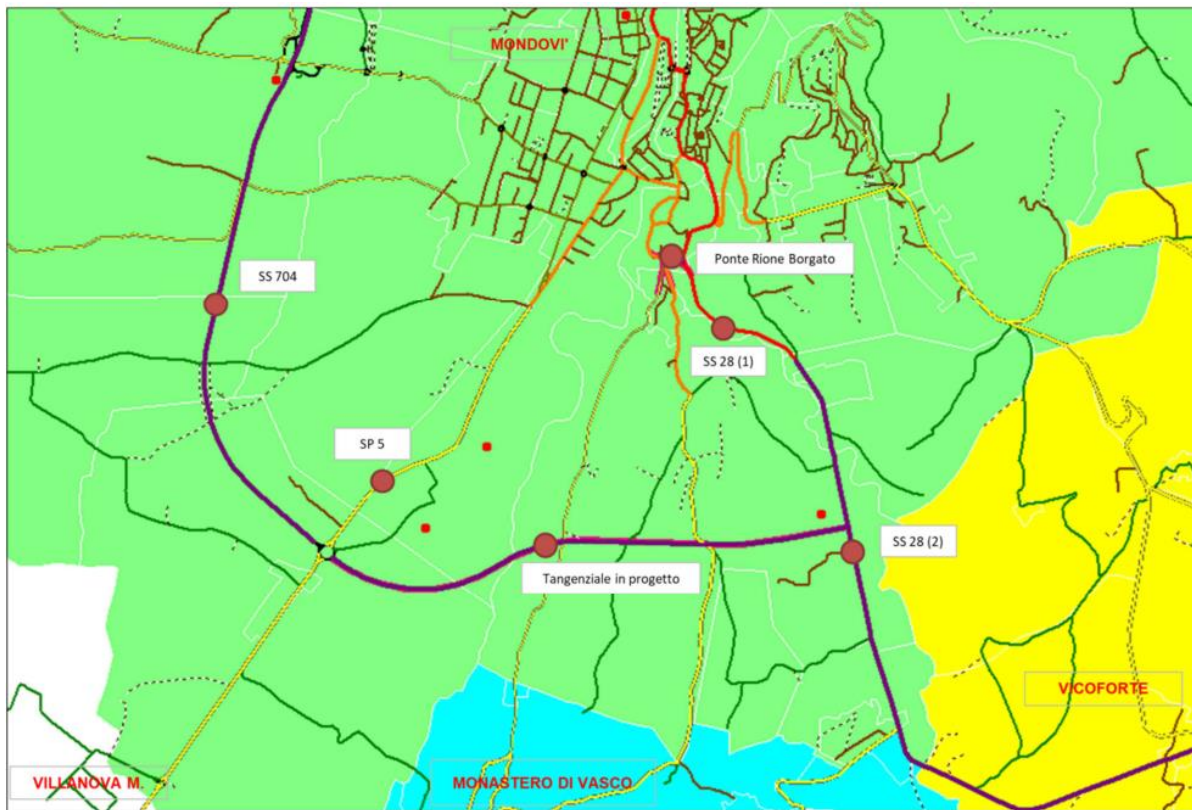 MONDOVI'
Ponte Rione Borgato
SS 704
SS 28 (1)
SP 5
SS 28 (2)
Tangenziale in progetto
VICOFORTE
VILLANOVA M.
MONASTERO DI VASCO